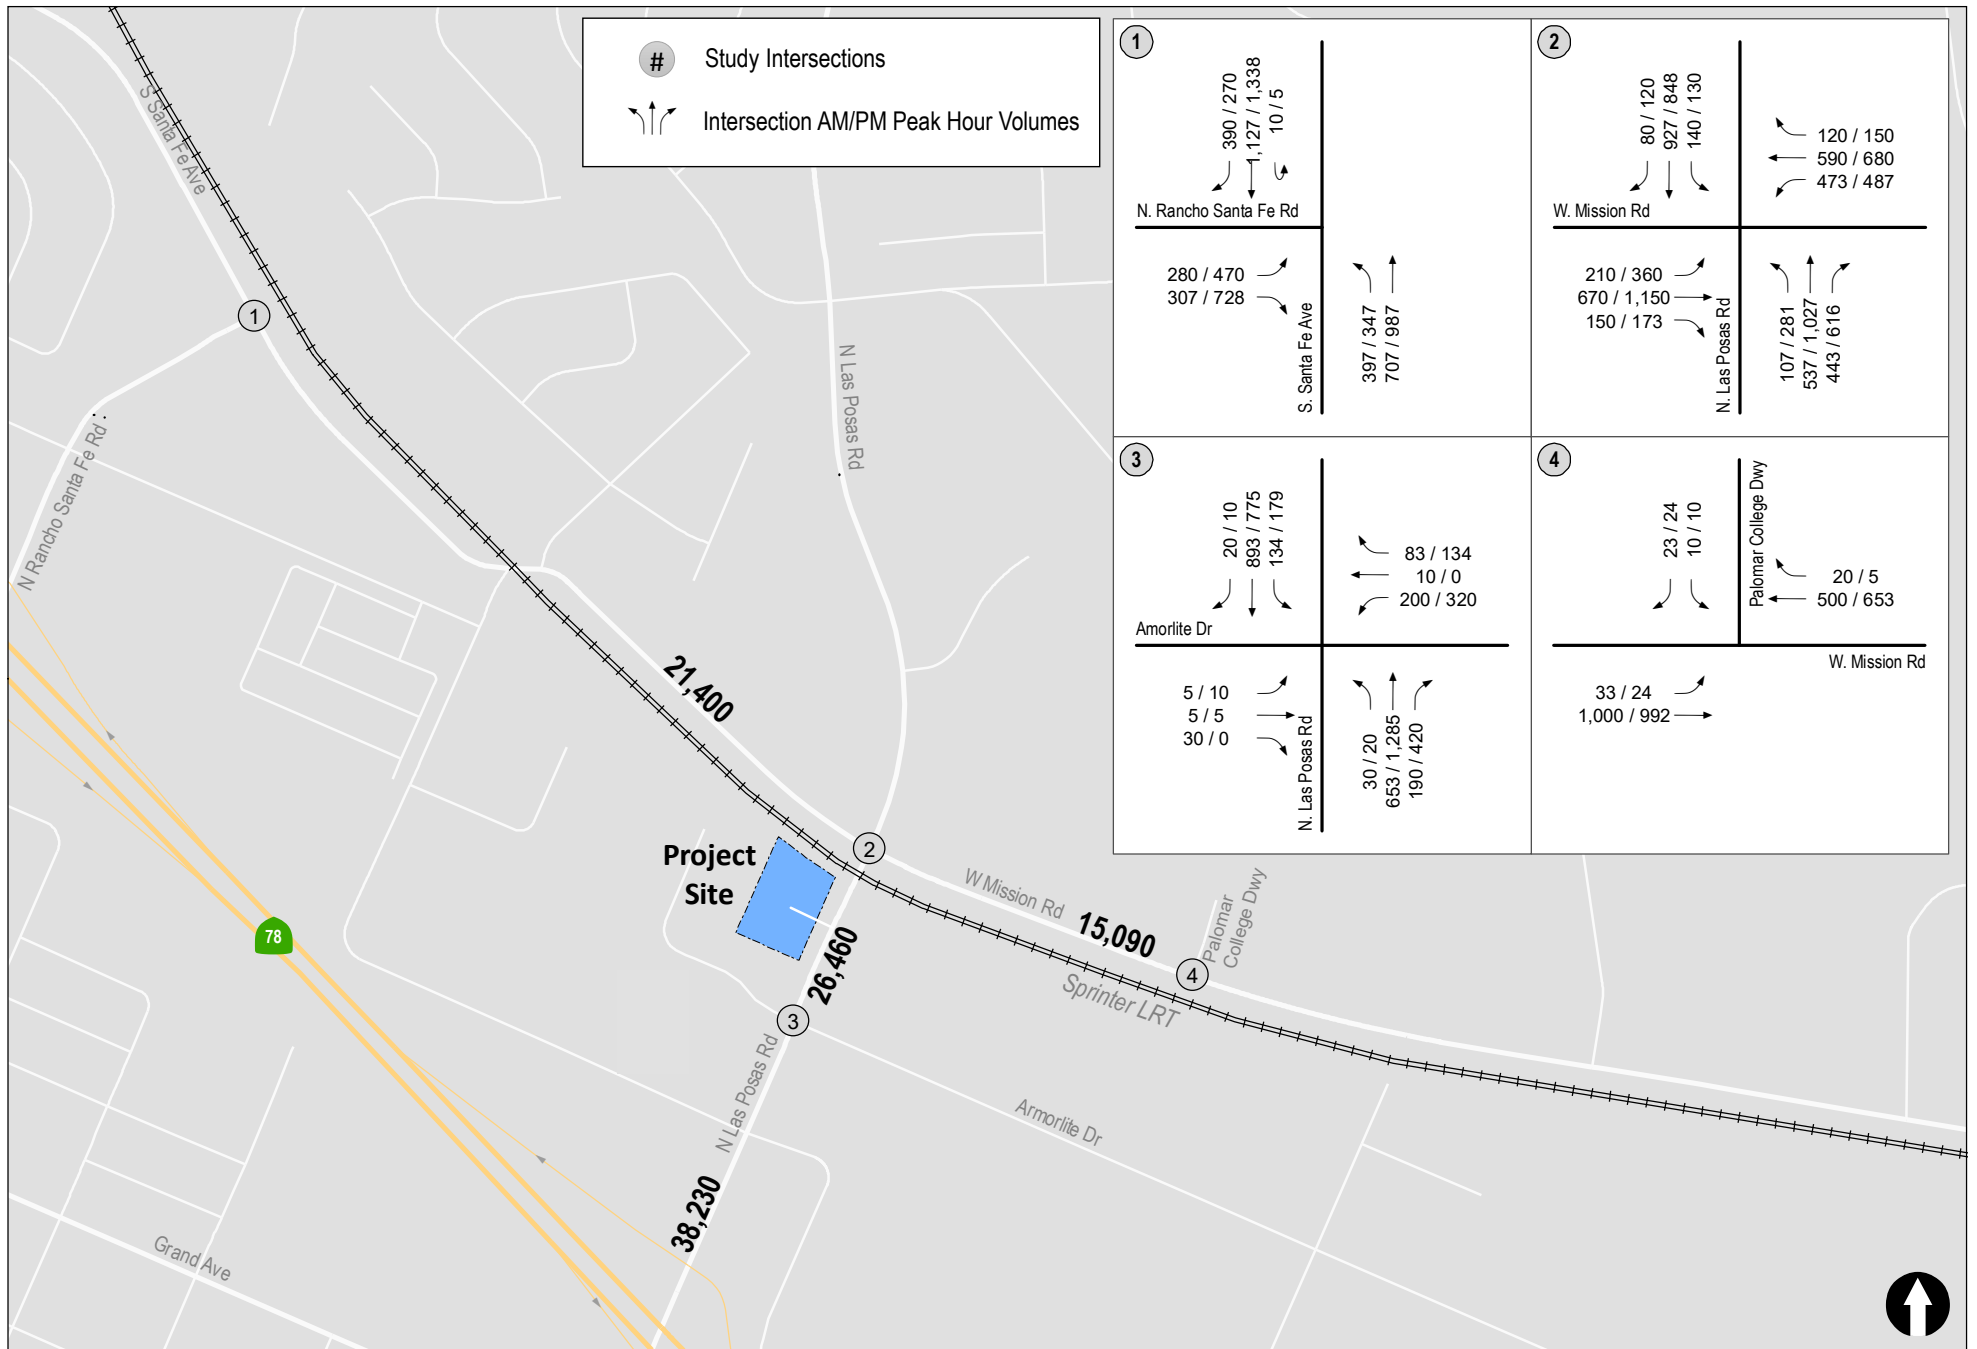 # Study Intersections
Intersection AM/PM Peak Hour Volumes
1
390 / 270
1,127 / 1,338
10 / 5
N. Rancho Santa Fe Rd
280 / 470
307 / 728
S. Santa Fe Ave
397 / 347
707 / 987
2
80 / 120
927 / 848
140 / 130
120 / 150
590 / 680
473 / 487
W. Mission Rd
210 / 360
670 / 1,150
150 / 173
N. Las Posas Rd
107 / 281
537 / 1,027
443 / 616
3
20 / 10
893 / 775
134 / 179
83 / 134
10 / 0
200 / 320
Amorlite Dr
5 / 10
5 / 5
30 / 0
N. Las Posas Rd
30 / 20
653 / 1,285
190 / 420
4
23 / 24
10 / 10
Palomar College Dwy
20 / 5
500 / 653
W. Mission Rd
33 / 24
1,000 / 992
S Santa Fe Ave
1
N Rancho Santa Fe Rd
N Las Posas Rd
21,400
2
Project
Site
W Mission Rd
15,090
Palomar
College Dwy
4
78
26,460
Sprinter LRT
3
N Las Posas Rd
Armorlite Dr
38,230
Grand Ave